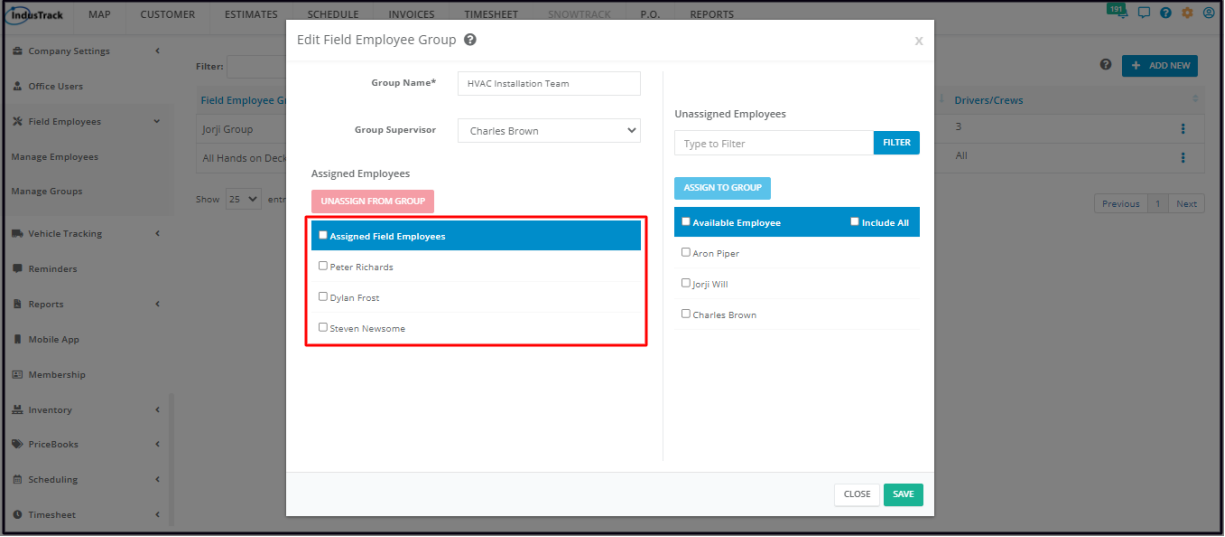 IndusTrack
MAP
CUSTOMER
ESTIMATES
SCHEDULE
INVOICES
TIMESHEET
SNOWTRACK
P.O.
REPORTS
191
Company Settings
Office Users
Field Employees
Manage Employees
Manage Groups
Vehicle Tracking
Reminders
Reports
Mobile App
Membership
Inventory
PriceBooks
Scheduling
Timesheet
Filter:
+ ADD NEW
Field Employee Gr
Drivers/Crews
Jorji Group
3
All Hands on Deck
All
Show 25 entr
Previous 1 Next
Edit Field Employee Group
x
Group Name*
HVAC Installation Team
Group Supervisor
Charles Brown
Assigned Employees
UNASSIGN FROM GROUP
Assigned Field Employees
Peter Richards
Dylan Frost
Steven Newsome
Unassigned Employees
Type to Filter
FILTER
ASSIGN TO GROUP
Available Employee
Include All
Aron Piper
Jorji Will
Charles Brown
CLOSE
SAVE